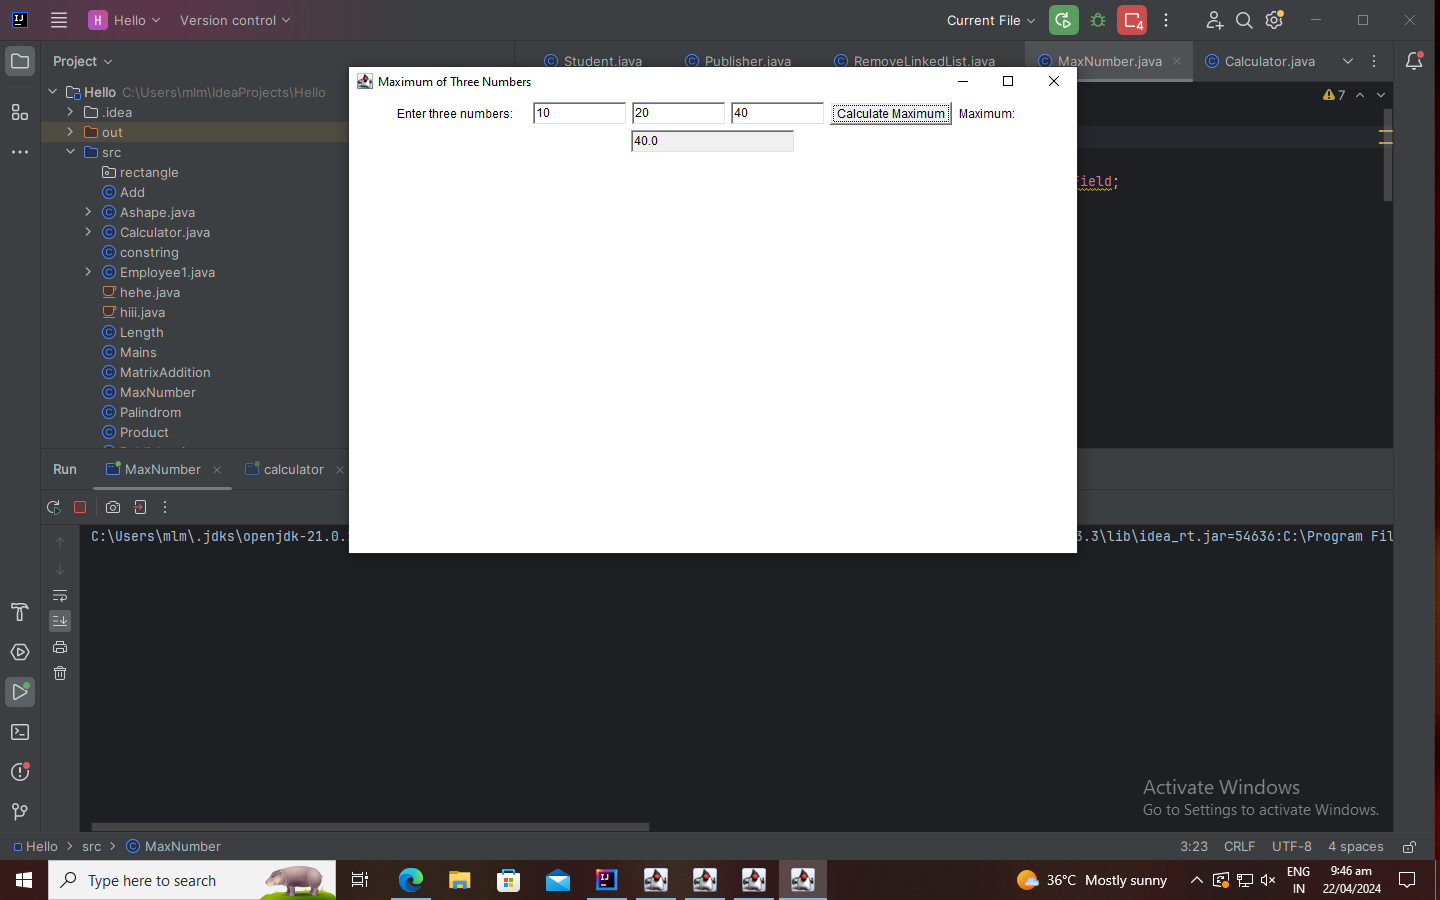 H Hello Version control Current File 4
Project
Student.java Publisher.java RemoveLinkedList.java MaxNumber.java Calculator.java
Maximum of Three Numbers
Hello C:\Users\mlm\IdeaProjects\Hello
7
.idea
Enter three numbers: 10 20 40 Calculate Maximum Maximum:
out
40.0
src
rectangle
ield;
Add
Ashape.java
Calculator.java
constring
Employee1.java
hehe.java
hiii.java
Length
Mains
MatrixAddition
MaxNumber
Palindrom
Product
Run MaxNumber calculator
C:\Users\mlm\.jdks\openjdk-21.0. 3.3\lib\idea_rt.jar=54636:C:\Program Fil
Activate Windows
Go to Settings to activate Windows.
Hello src MaxNumber 3:23 CRLF UTF-8 4 spaces
Type here to search 36°C Mostly sunny ENG IN 9:46 am 22/04/2024